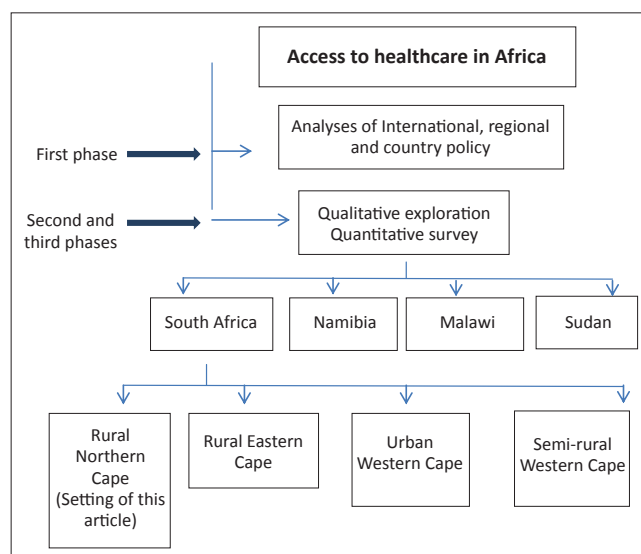 Access to healthcare in Africa
First phase
Analyses of International, regional
and country policy
Second and
third phases
Qualitative exploration
Quantitative survey
South Africa
Namibia
Malawi
Sudan
Rural
Northern
Cape
(Setting of this
article)
Rural Eastern
Cape
Urban
Western Cape
Semi-rural
Western Cape